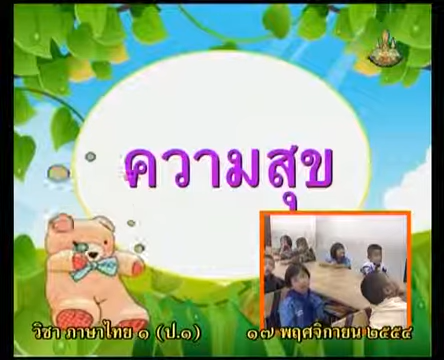 ความสุข
วิชา ภาษาไทย ๑ (ป.๑) ๑๗ พฤศจิกายน ๒๕๕๔